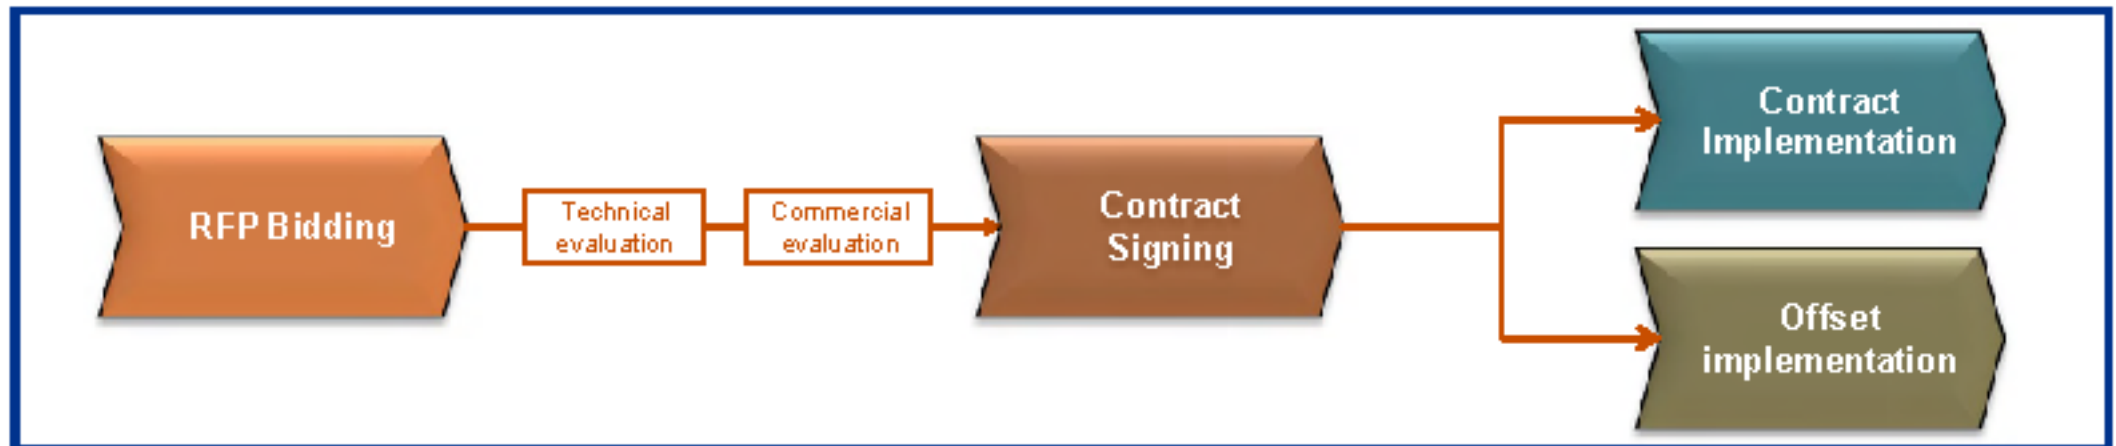 RFP Bidding
Technical
evaluation
Commercial
evaluation
Contract
Signing
Contract
Implementation
Offset
implementation